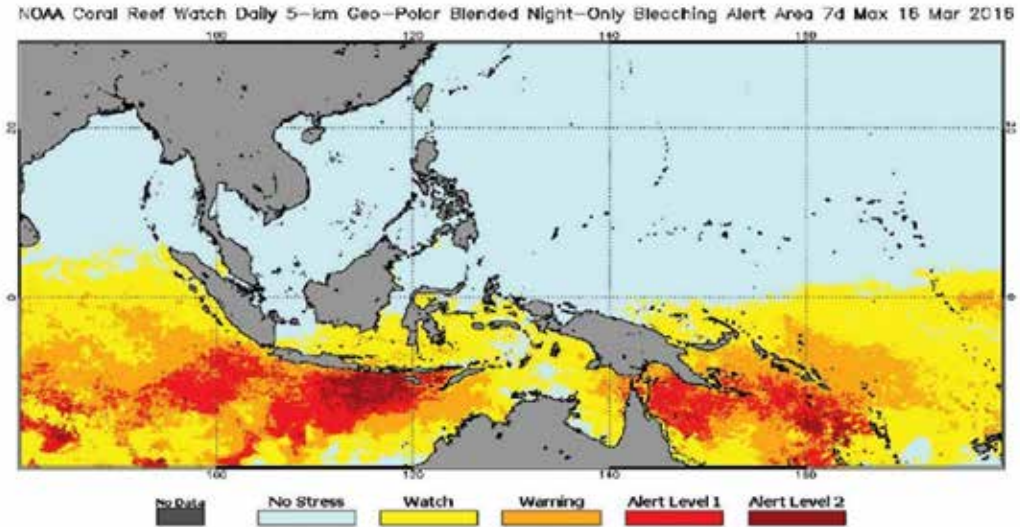 NOAA Coral Reef Watch Daily 5-km Geo-Polar Blended Night-Only Bleaching Alert Area 7d Max 16 Mar 2016
100 120 140 160
20 20
0 0
100 120 140 160
No Data No Stress Watch Warning Alert Level 1 Alert Level 2